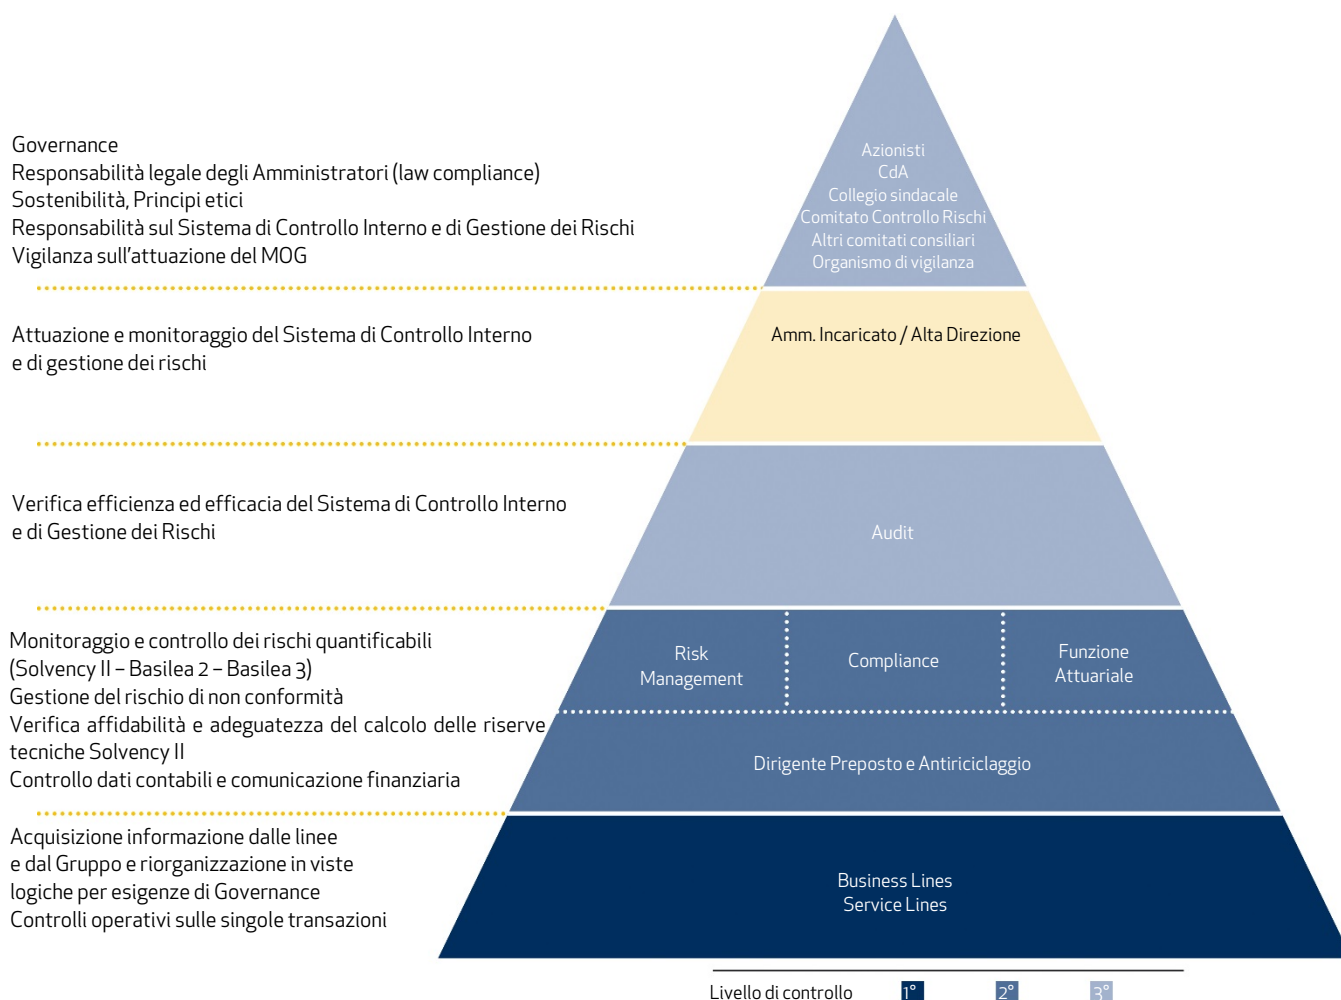 Governance
Responsabilità legale degli Amministratori (law compliance)
Sostenibilità, Principi etici
Responsabilità sul Sistema di Controllo Interno e di Gestione dei Rischi
Vigilanza sull'attuazione del MOG
Azionisti
CdA
Collegio sindacale
Comitato Controllo Rischi
Altri comitati consiliari
Organismo di vigilanza
Attuazione e monitoraggio del Sistema di Controllo Interno
e di gestione dei rischi
Amm. Incaricato / Alta Direzione
Verifica efficienza ed efficacia del Sistema di Controllo Interno
e di Gestione dei Rischi
Audit
Monitoraggio e controllo dei rischi quantificabili
(Solvency II – Basilea 2 – Basilea 3)
Gestione del rischio di non conformità
Verifica affidabilità e adeguatezza del calcolo delle riserve
tecniche Solvency II
Controllo dati contabili e comunicazione finanziaria
Risk
Management
Compliance
Funzione
Attuariale
Dirigente Preposto e Antiriciclaggio
Acquisizione informazione dalle linee
e dal Gruppo e riorganizzazione in viste
logiche per esigenze di Governance
Controlli operativi sulle singole transazioni
Business Lines
Service Lines
Livello di controllo 1° 2° 3°